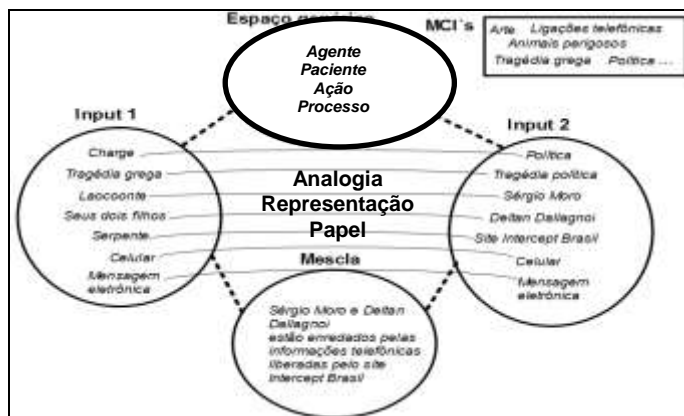 Espaço genérico
MCI`s
Arte Ligações telefônicas
Animais perigosos
Tragédia grega Política ...
Agente
Paciente
Ação
Processo
Input 1
Input 2
Charge
Tragédia grega
Laocoonte
Seus dois filhos
Serpente
Celular
Mensagem
eletrônica
Analogia
Representação
Papel
Política
Tragédia política
Sérgio Moro
Deltan Dallagnol
Site Intercept Brasil
Celular
Mensagem
eletrônica
Mescla
Sérgio Moro e Deltan
Dallagnol
estão enredados pelas
informações telefônicas
liberadas pelo site
Intercept Brasil